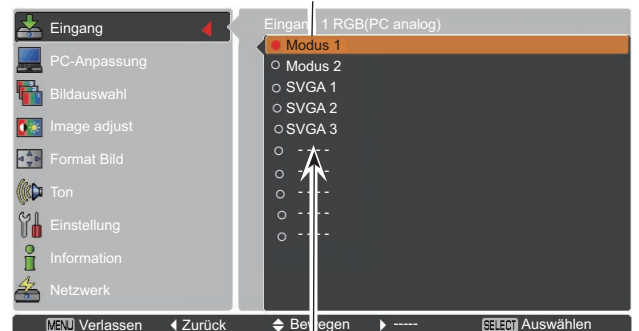 Eingang
PC-Anpassung
Bildauswahl
Image adjust
Format Bild
Ton
Einstellung
Information
Netzwerk
Eingang 1 RGB(PC analog)
Modus 1
Modus 2
SVGA 1
SVGA 2
SVGA 3
- - - -
- - - -
- - - -
- - - -
- - - -
MENU Verlassen Zurück Bewegen ----- SELECT Auswählen